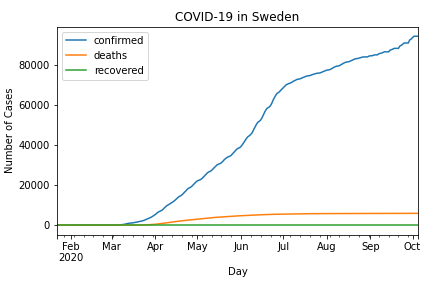 COVID-19 in Sweden
confirmed
deaths
recovered
Number of Cases
80000
60000
40000
20000
0
Feb Mar Apr May Jun Jul Aug Sep Oct
2020
Day